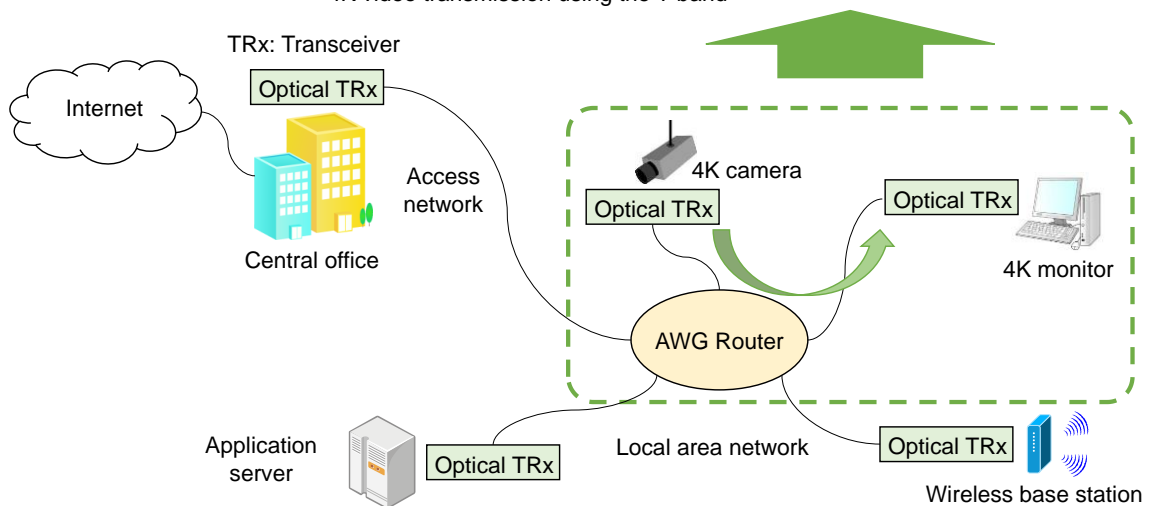 TRx: Transceiver
Optical TRx
Internet
4K camera
Access
network
Optical TRx
Optical TRx
Central office
4K monitor
AWG Router
Application
server
Optical TRx
Local area network
Optical TRx
Wireless base station